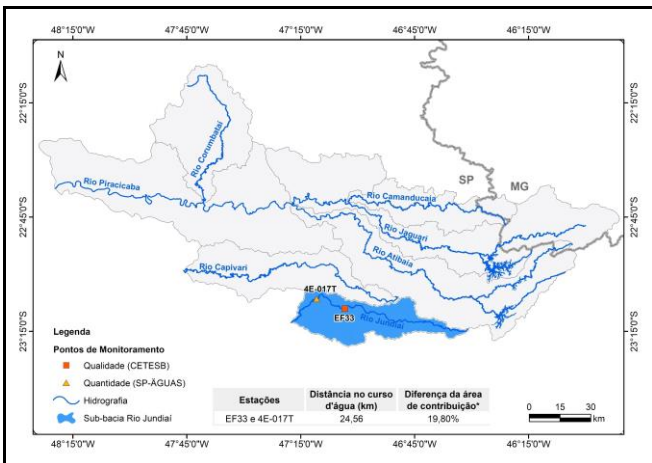 48°15'0"W 47°45'0"W 47°15'0"W 46°45'0"W 46°15'0"W
N
22°15'0"S 22°15'0"S
Rio Corumbataí
SP
MG
Rio Piracicaba
Rio Camanducaia
22°45'0"S 22°45'0"S
Rio Jaguari
Rio Atibaia
Rio Capivari
4E-017T
EF33
Rio Jundiaí
23°15'0"S 23°15'0"S
Legenda
Pontos de Monitoramento
Qualidade (CETESB)
Quantidade (SP-ÁGUAS)
Hidrografia
Sub-bacia Rio Jundiaí
Estações Distância no curso d'água (km) Diferença da área de contribuição*
EF33 e 4E-017T 24,56 19,80%
0 15 30
km
48°15'0"W 47°45'0"W 47°15'0"W 46°45'0"W 46°15'0"W